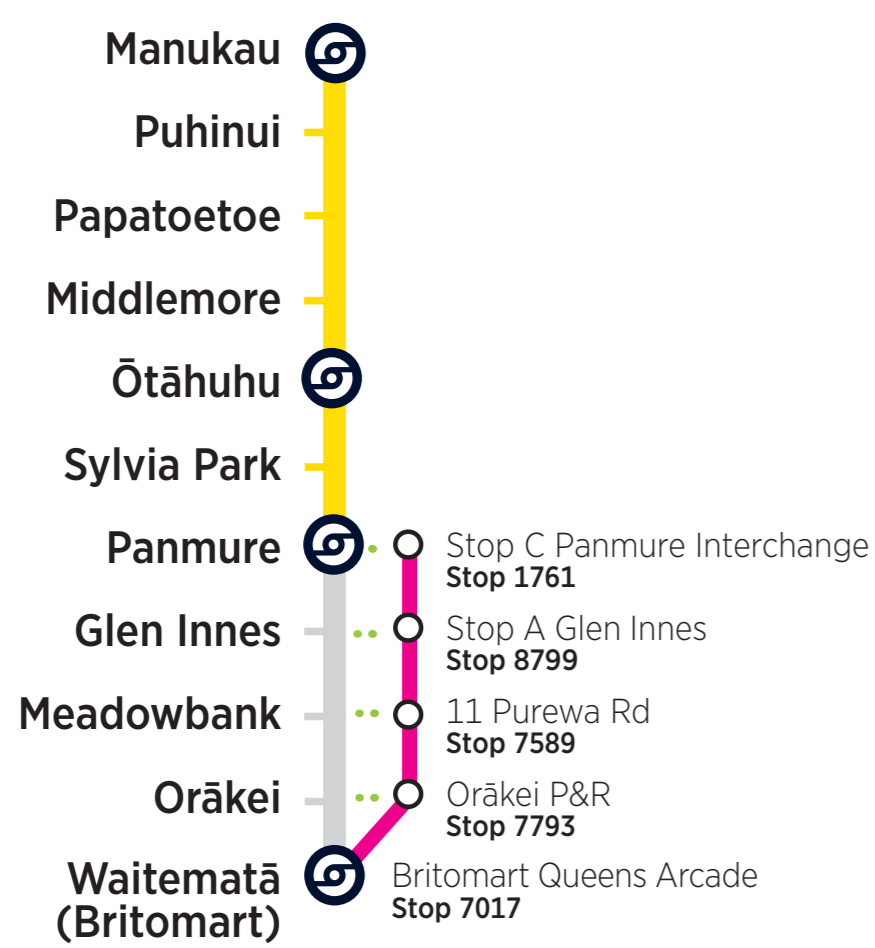 Manukau
Puhinui
Papatoetoe
Middlemore
Ōtāhuhu
Sylvia Park
Panmure
Stop C Panmure Interchange
Stop 1761
Glen Innes
Stop A Glen Innes
Stop 8799
Meadowbank
11 Purewa Rd
Stop 7589
Orākei
Orākei P&R
Stop 7793
Waitematā
(Britomart)
Britomart Queens Arcade
Stop 7017